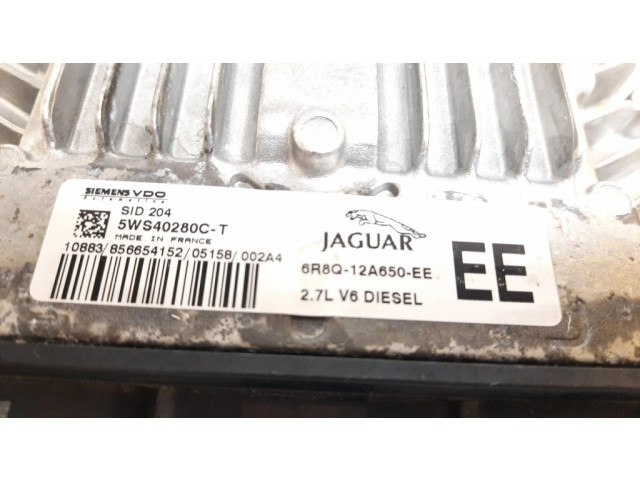 SIEMENS VDO
Automotive
SID 204
5WS40280C-T
MADE IN FRANCE
10883/856654152/05158/002A4
JAGUAR
6R8Q-12A650-EE
2.7L V6 DIESEL
EE